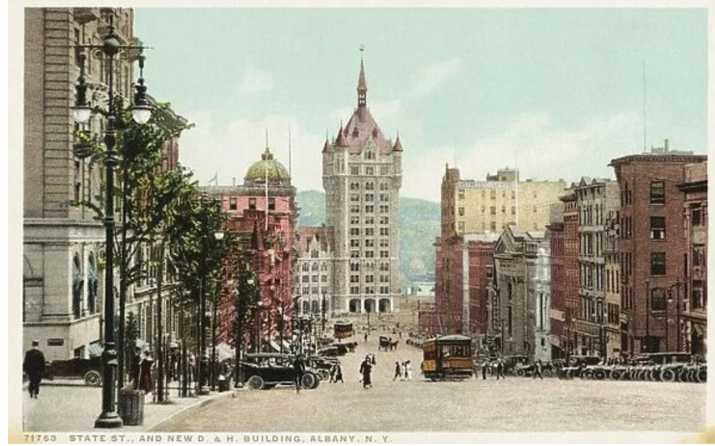 71763 STATE ST., AND NEW D. & H. BUILDING, ALBANY, N. Y.